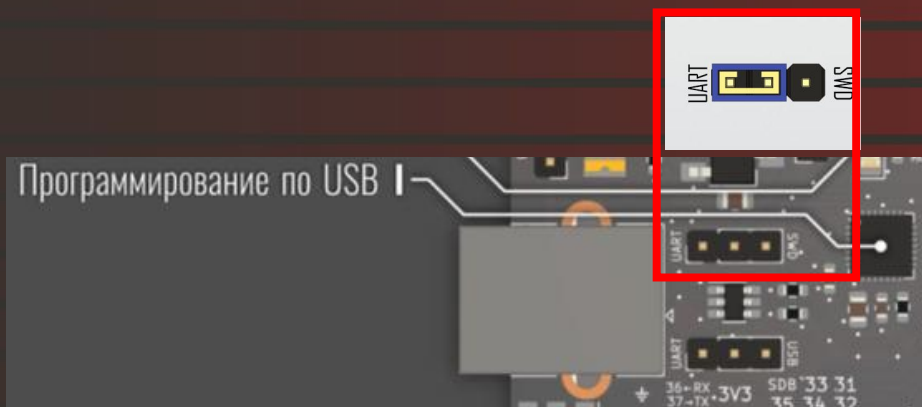 UART
SWD
Программирование по USB
UART
SWD
UART
USB
36←RX
37→TX
3V3
SDB 33 31
35 34 32